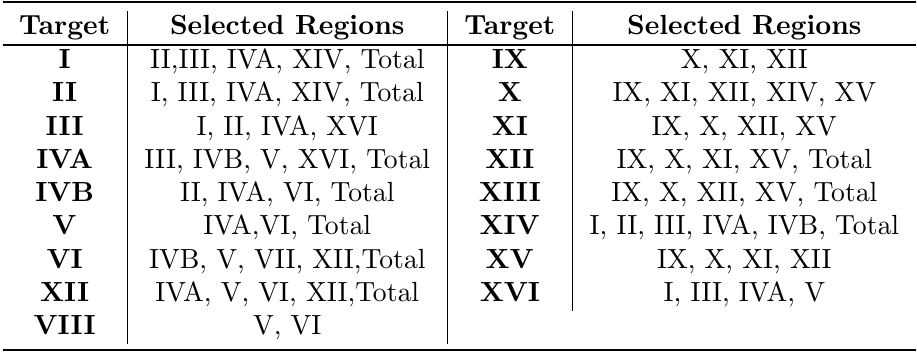 Target Selected Regions Target Selected Regions
I II,III, IVA, XIV, Total IX X, XI, XII
II I, III, IVA, XIV, Total X IX, XI, XII, XIV, XV
III I, II, IVA, XVI XI IX, X, XII, XV
IVA III, IVB, V, XVI, Total XII IX, X, XI, XV, Total
IVB II, IVA, VI, Total XIII IX, X, XII, XV, Total
V IVA,VI, Total XIV I, II, III, IVA, IVB, Total
VI IVB, V, VII, XII,Total XV IX, X, XI, XII
XII IVA, V, VI, XII,Total XVI I, III, IVA, V
VIII V, VI